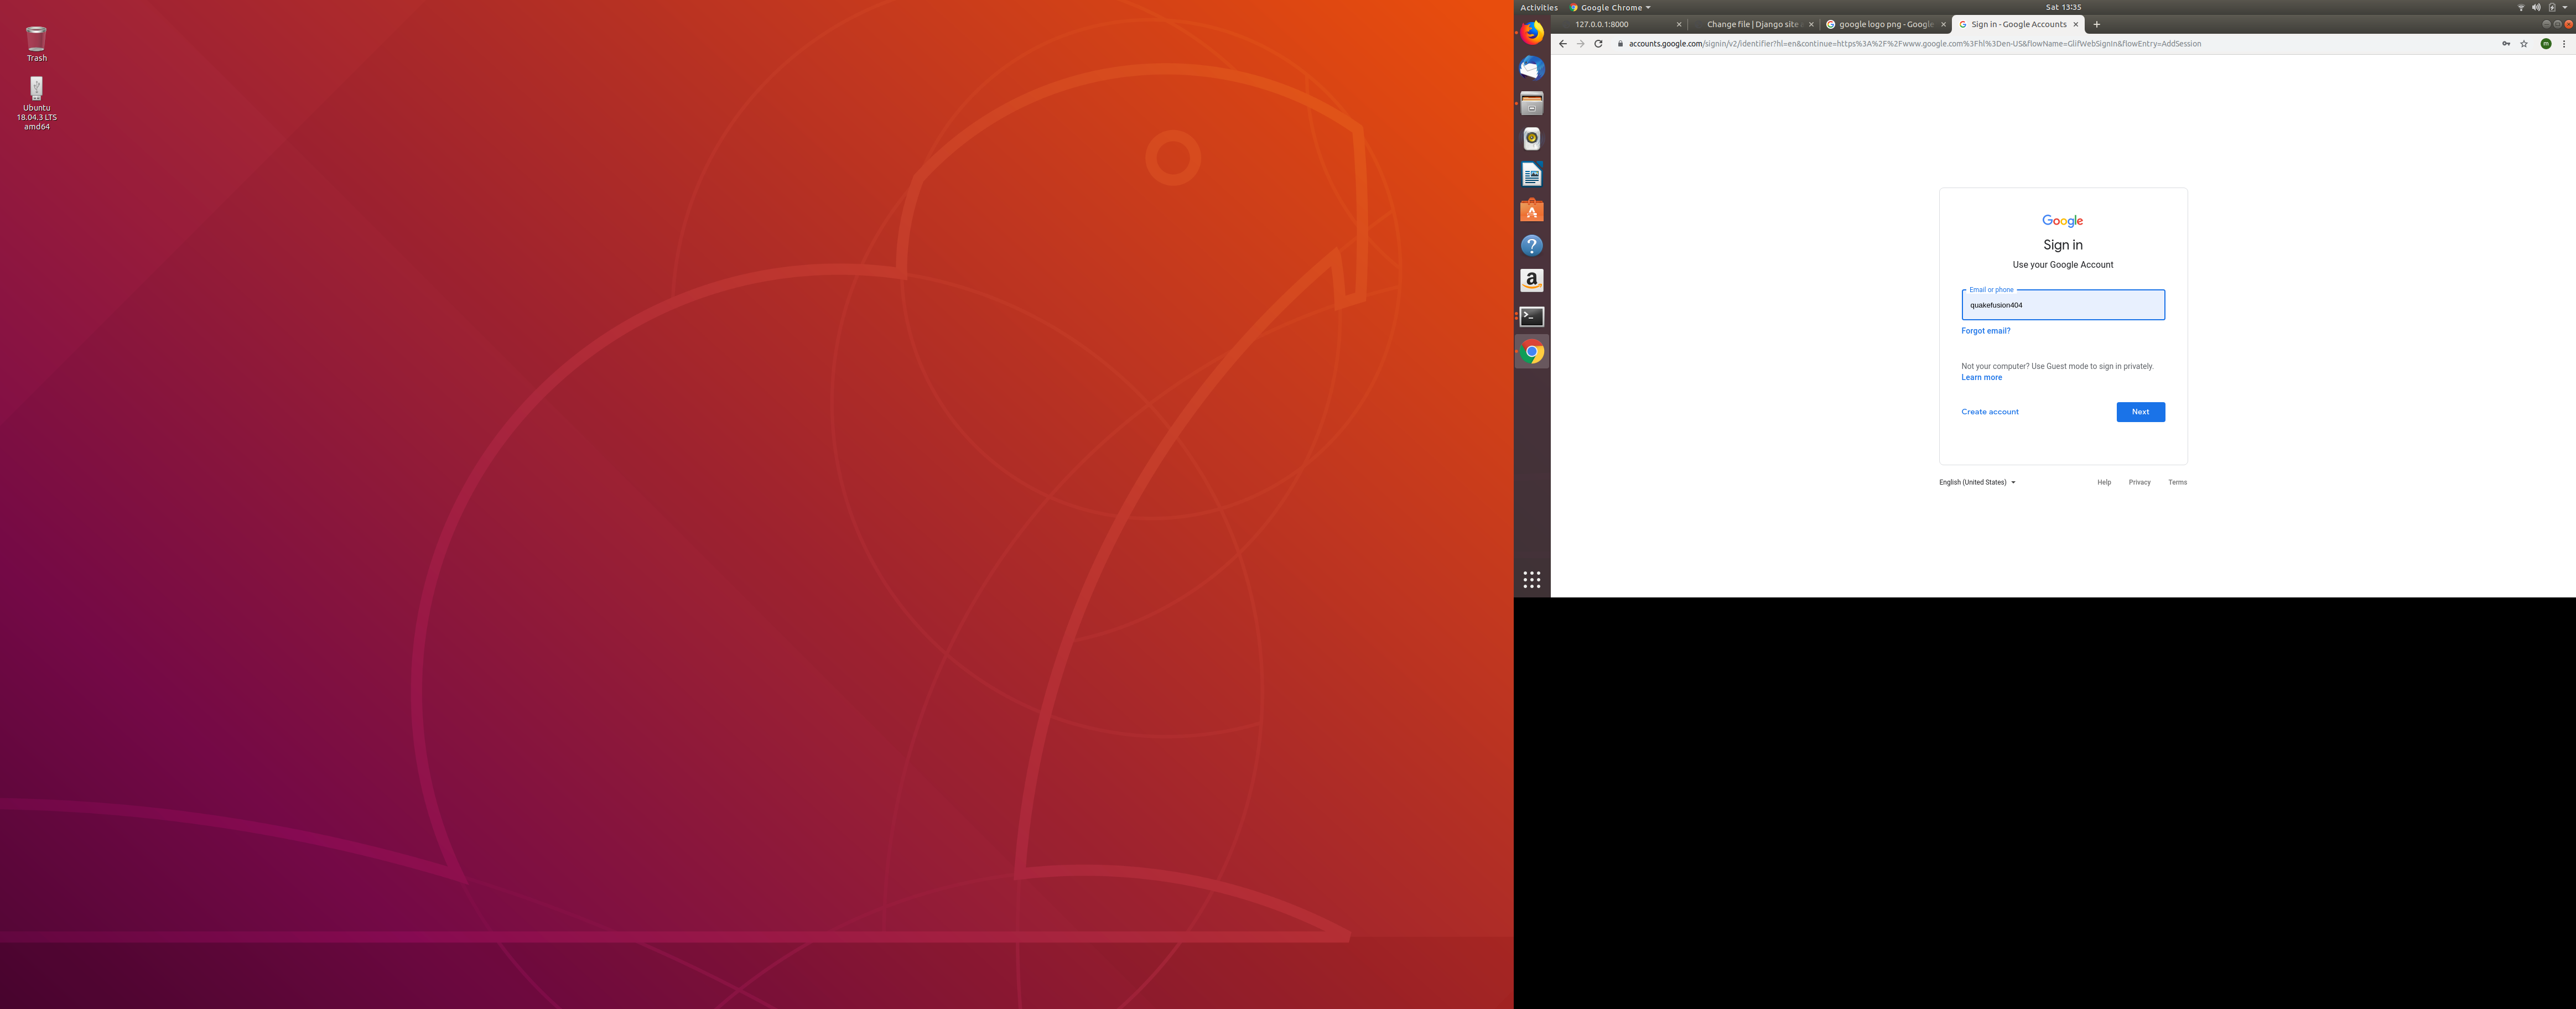 Trash
Ubuntu
18.04.3 LTS
amd64
Activities
Google Chrome
Sat 13:35
127.0.0.1:8000
Change file | Django site
google logo png - Google
Sign in - Google Accounts
accounts.google.com/signin/v2/identifier?hl=en&continue=https%3A%2F%2Fwww.google.com%3Fhl%3Den-US&flowName=GlifWebSignIn&flowEntry=AddSession
Google
Sign in
Use your Google Account
Email or phone
quakefusion404
Forgot email?
Not your computer? Use Guest mode to sign in privately.
Learn more
Create account
Next
English (United States)
Help
Privacy
Terms